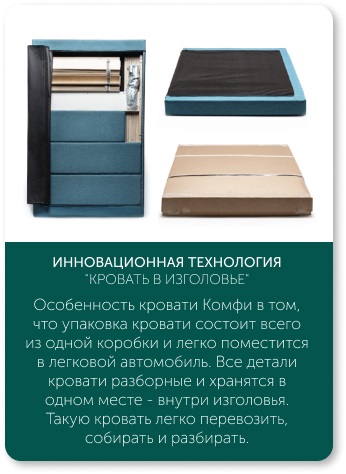 ИННОВАЦИОННАЯ ТЕХНОЛОГИЯ
"КРОВАТЬ В ИЗГОЛОВЬЕ"
Особенность кровати Комфи в том,
что упаковка кровати состоит всего
из одной коробки и легко поместится
в легковой автомобиль. Все детали
кровати разборные и хранятся в
одном месте - внутри изголовья.
Такую кровать легко перевозить,
собирать и разбирать.